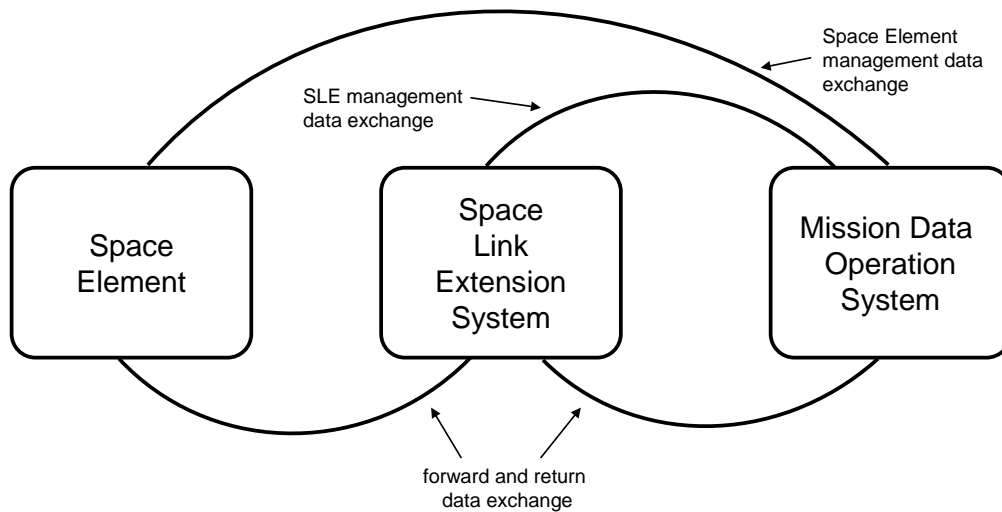 Space Element
management data
exchange
SLE management
data exchange
Space
Element
Space
Link
Extension
System
Mission Data
Operation
System
forward and return
data exchange